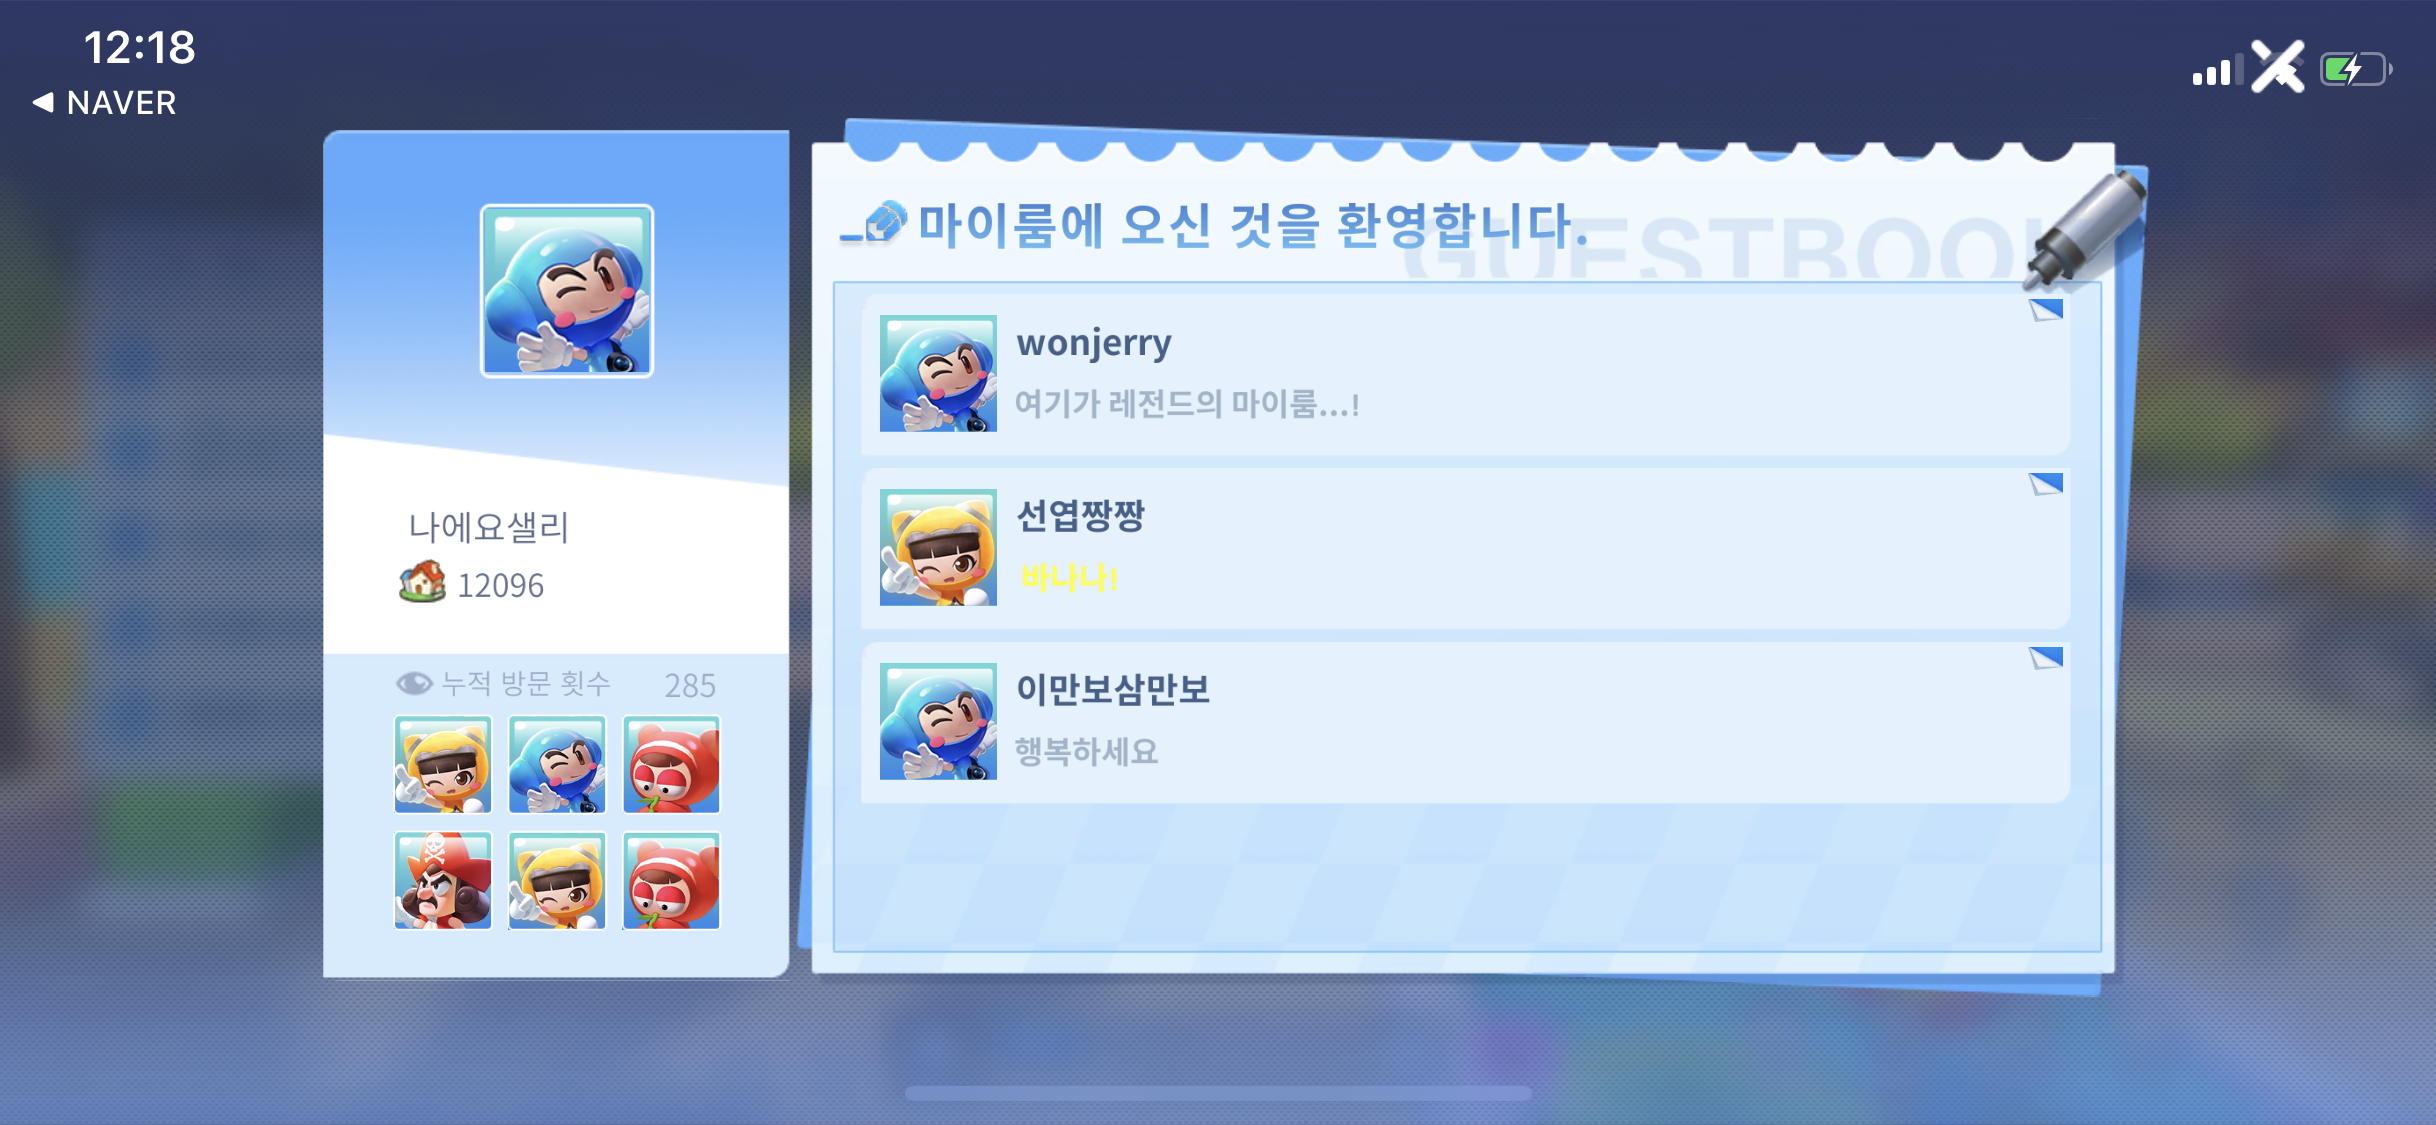 12:18
◀ NAVER
마이룸에 오신 것을 환영합니다.
GUESTBOOK
나에요샐리
12096
누적 방문 횟수 285
wonjerry
여기가 레전드의 마이룸...!
선엽짱짱
바나나!
이만보삼만보
행복하세요